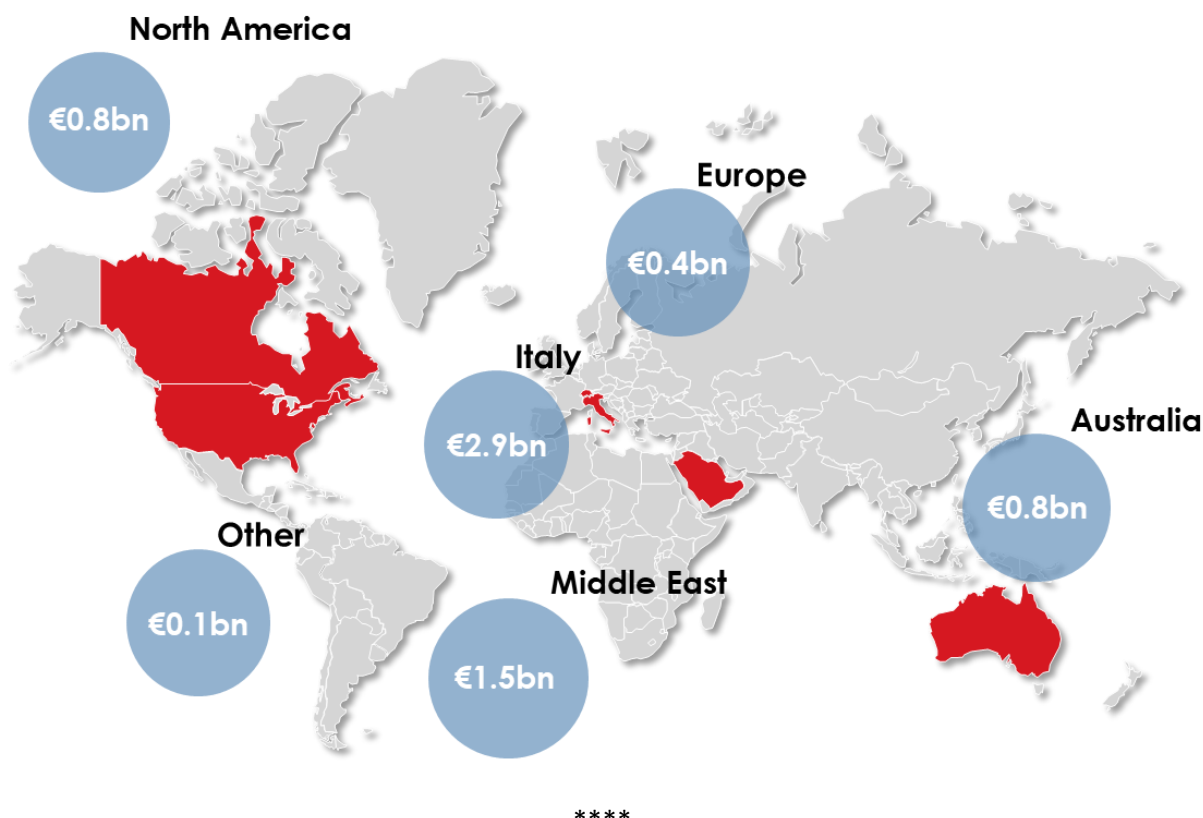 North America
€0.8bn
Europe
€0.4bn
Italy
€2.9bn
Australia
€0.8bn
Other
€0.1bn
Middle East
€1.5bn
****